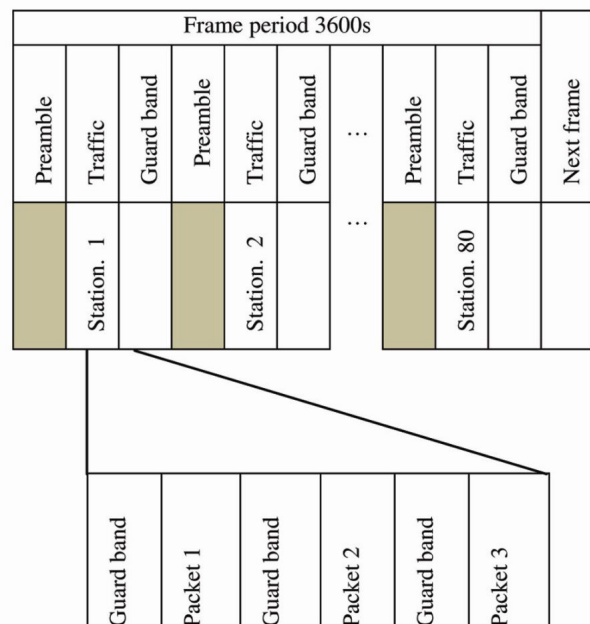 Frame period 3600s
Preamble
Traffic
Guard band
Preamble
Traffic
Guard band
...
Preamble
Traffic
Guard band
Next frame
Station. 1
Station. 2
...
Station. 80
Guard band
Packet 1
Guard band
Packet 2
Guard band
Packet 3